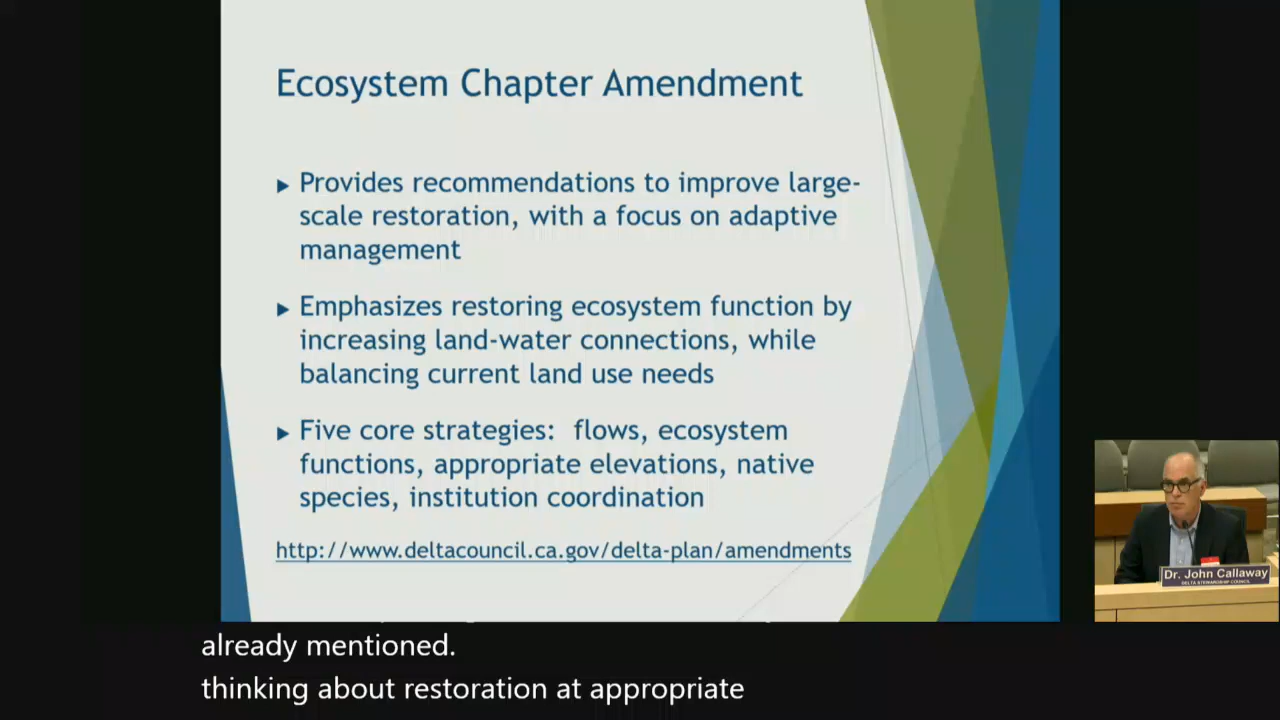 Ecosystem Chapter Amendment
Provides recommendations to improve large-
scale restoration, with a focus on adaptive
management
Emphasizes restoring ecosystem function by
increasing land-water connections, while
balancing current land use needs
Five core strategies: flows, ecosystem
functions, appropriate elevations, native
species, institution coordination
http://www.deltacouncil.ca.gov/delta-plan/amendments
Dr. John Callaway
DELTA STEWARDSHIP COUNCIL
already mentioned.
thinking about restoration at appropriate